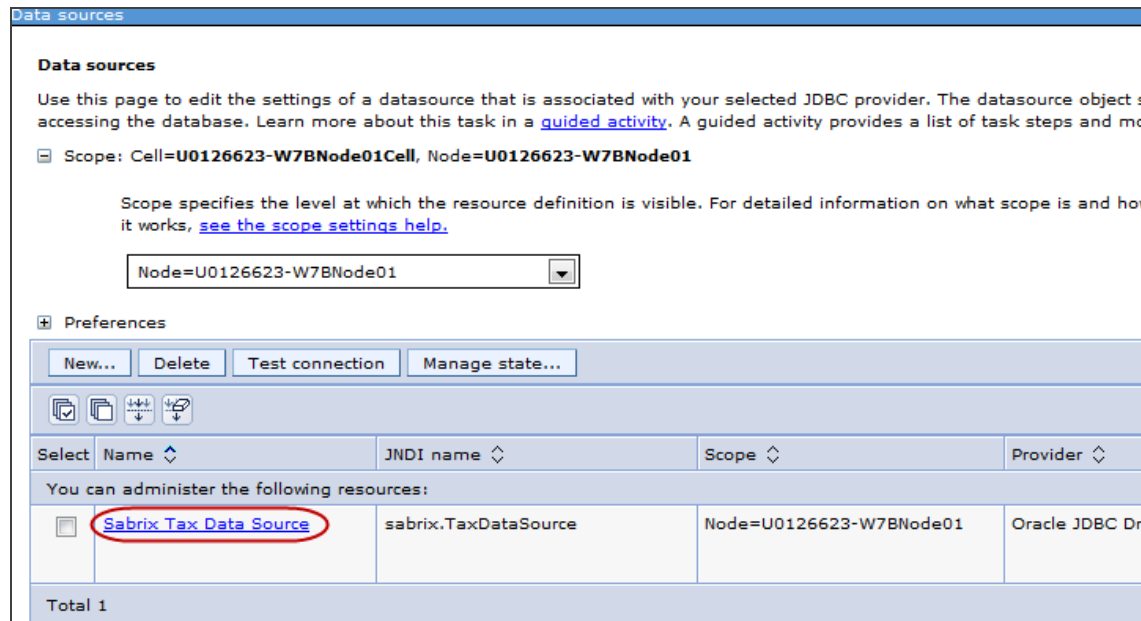 Data sources
Data sources
Use this page to edit the settings of a datasource that is associated with your selected JDBC provider. The datasource object
accessing the database. Learn more about this task in a guided activity. A guided activity provides a list of task steps and
Scope: Cell=U0126623-W7BNode01Cell, Node=U0126623-W7BNode01
Scope specifies the level at which the resource definition is visible. For detailed information on what scope is and
it works, see the scope settings help.
Node=U0126623-W7BNode01
Preferences
New... Delete Test connection Manage state...
Select Name JNDI name Scope Provider
You can administer the following resources:
Sabrix Tax Data Source sabrix.TaxDataSource Node=U0126623-W7BNode01 Oracle JDBC
Total 1